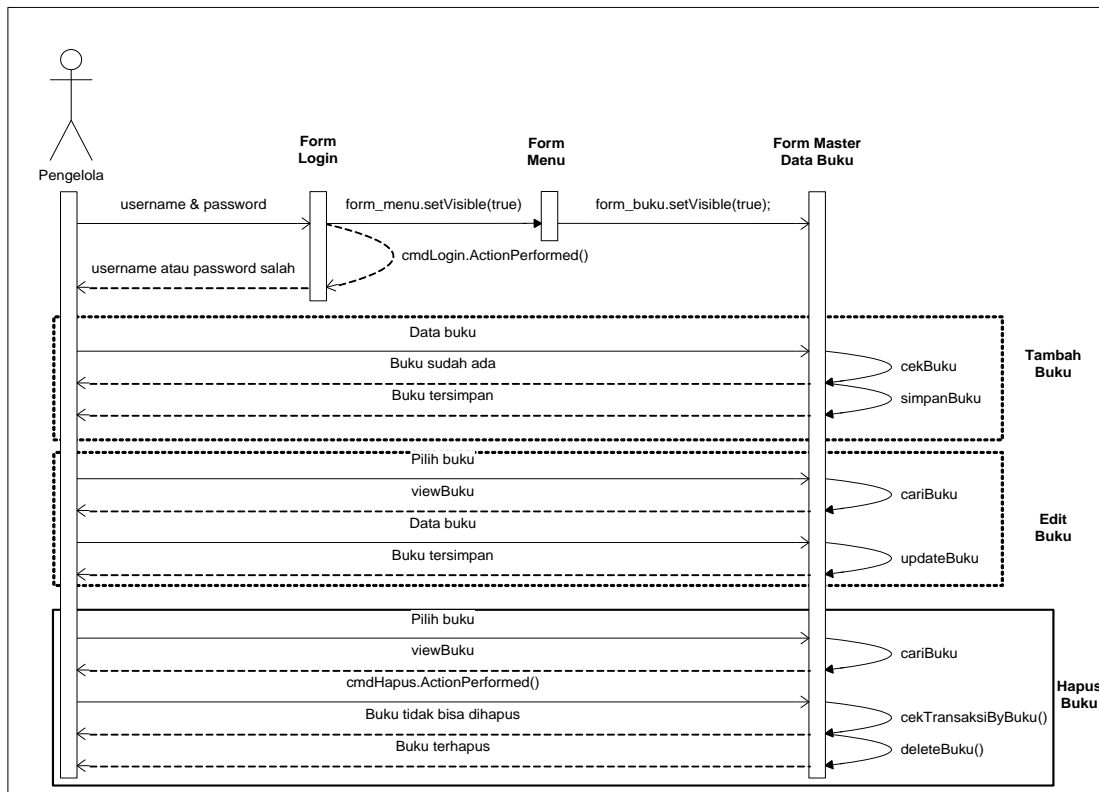 Pengelola
Form
Login
Form
Menu
Form Master
Data Buku
username & password
form_menu.setVisible(true)
form_buku.setVisible(true);
cmdLogin.ActionPerformed()
username atau password salah
Data buku
Buku sudah ada
cekBuku
Buku tersimpan
simpanBuku
Tambah
Buku
Pilih buku
viewBuku
cariBuku
Data buku
Buku tersimpan
updateBuku
Edit
Buku
Pilih buku
viewBuku
cariBuku
cmdHapus.ActionPerformed()
Buku tidak bisa dihapus
cekTransaksiByBuku()
Buku terhapus
deleteBuku()
Hapus
Buku